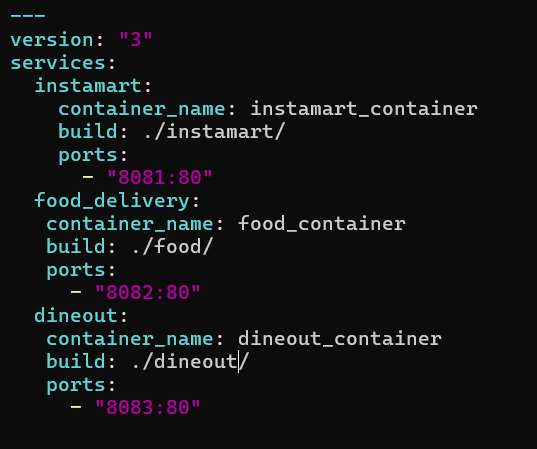 ---
version: "3"
services:
  instamart:
    container_name: instamart_container
    build: ./instamart/
    ports:
      - "8081:80"
  food_delivery:
   container_name: food_container
   build: ./food/
   ports:
     - "8082:80"
  dineout:
   container_name: dineout_container
   build: ./dineout/
   ports:
     - "8083:80"